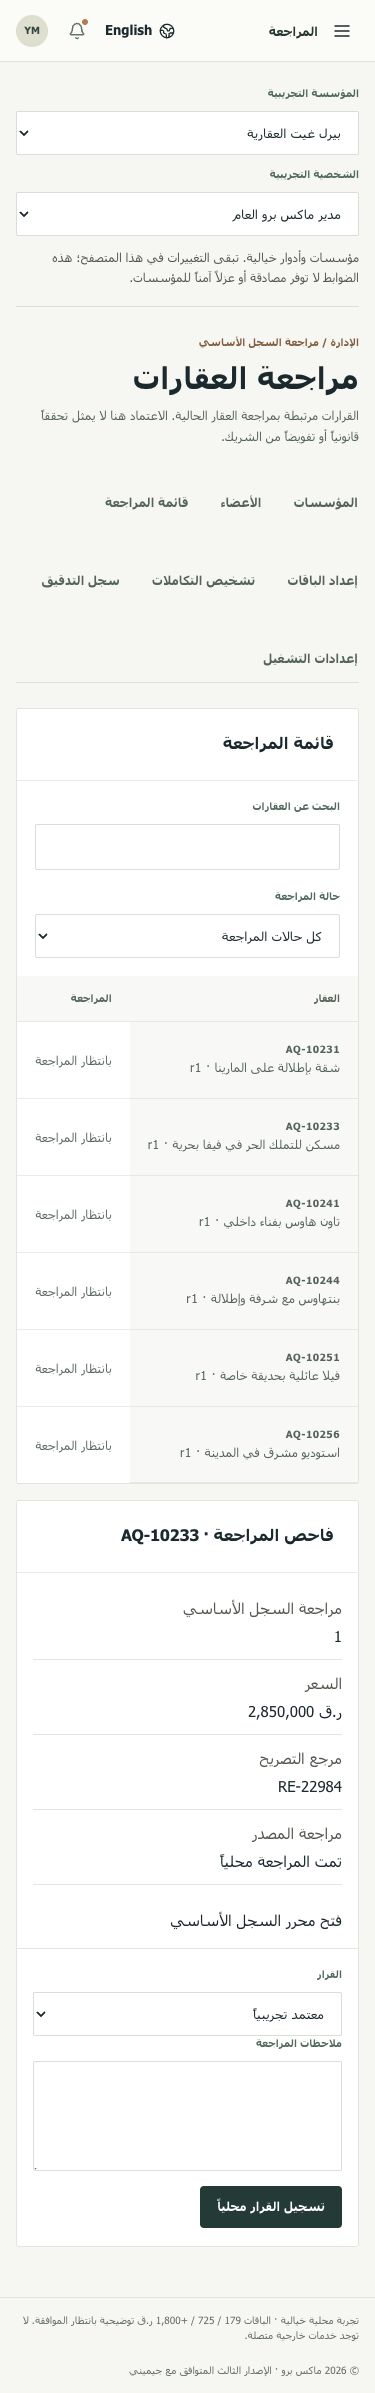 المراجعة
English
YM
المؤسسة التجريبية
بيرل غيت العقارية
الشخصية التجريبية
مدير ماكس برو العام
مؤسسات وأدوار خيالية. تبقى التغييرات في هذا المتصفح؛ هذه
الضوابط لا توفر مصادقة أو عزلاً آمناً للمؤسسات.
الإدارة / مراجعة السجل الأساسي
مراجعة العقارات
القرارات مرتبطة بمراجعة العقار الحالية. الاعتماد هنا لا يمثل تحققاً
قانونياً أو تفويضاً من الشريك.
المؤسسات الأعضاء قائمة المراجعة
إعداد الباقات تشخيص التكاملات سجل التدقيق
إعدادات التشغيل
قائمة المراجعة
البحث عن العقارات
حالة المراجعة
كل حالات المراجعة
العقار المراجعة
AQ-10231
شقة بإطلالة على المارينا · r1
بانتظار المراجعة
AQ-10233
مسكن للتملك الحر في فيفا بحرية · r1
بانتظار المراجعة
AQ-10241
تاون هاوس بفناء داخلي · r1
بانتظار المراجعة
AQ-10244
بنتهاوس مع شرفة وإطلالة · r1
بانتظار المراجعة
AQ-10251
فيلا عائلية بحديقة خاصة · r1
بانتظار المراجعة
AQ-10256
استوديو مشرق في المدينة · r1
بانتظار المراجعة
فاحص المراجعة · AQ-10233
مراجعة السجل الأساسي
1
السعر
ر.ق 2,850,000
مرجع التصريح
RE-22984
مراجعة المصدر
تمت المراجعة محلياً
فتح محرر السجل الأساسي
القرار
معتمد تجريبياً
ملاحظات المراجعة
تسجيل القرار محلياً
تجربة محلية خيالية · الباقات 179 / 725 / +1,800 ر.ق توضيحية بانتظار الموافقة. لا
توجد خدمات خارجية متصلة.
© 2026 ماكس برو · الإصدار الثالث المتوافق مع جيميني